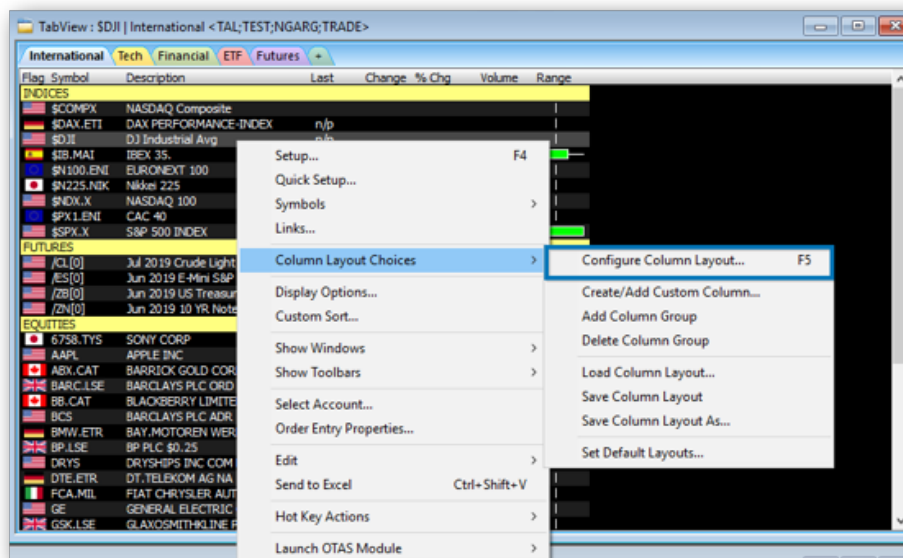 TabView : $DJI | International <TAL;TEST;NGARG;TRADE>
International Tech Financial ETF Futures +
Flag Symbol Description Last Change % Chg Volume Range
INDICES
$COMPX NASDAQ Composite
$DAX.ETI DAX PERFORMANCE-INDEX n/p
$DJI DJ Industrial Avg n/p
$IB.MAI IBEX 35.
$N100.ENI EURONEXT 100
$N225.NIK Nikkei 225
$NDX.X NASDAQ 100
$PX1.ENI CAC 40
$SPX.X S&P 500 INDEX
FUTURES
/CL[0] Jul 2019 Crude Light
/ES[0] Jun 2019 E-Mini S&P
/ZB[0] Jun 2019 US Treasur
/ZN[0] Jun 2019 10 YR Note
EQUITIES
6758.TYS SONY CORP
AAPL APPLE INC
ABX.CAT BARRICK GOLD COR
BARC.LSE BARCLAYS PLC ORD
BB.CAT BLACKBERRY LIMITE
BCS BARCLAYS PLC ADR
BMW.ETR BAY.MOTOREN WER
BP.LSE BP PLC $0.25
DRYS DRYSHIPS INC COM
DTE.ETR DT.TELEKOM AG NA
FCA.MIL FIAT CHRYSLER AUT
GE GENERAL ELECTRIC
GSK.LSE GLAXOSMITHKLINE P
Setup... F4
Quick Setup...
Symbols >
Links...
Column Layout Choices >
Display Options...
Custom Sort...
Show Windows >
Show Toolbars >
Select Account...
Order Entry Properties...
Edit >
Send to Excel Ctrl+Shift+V
Hot Key Actions >
Launch OTAS Module >
Configure Column Layout... F5
Create/Add Custom Column...
Add Column Group
Delete Column Group
Load Column Layout...
Save Column Layout
Save Column Layout As...
Set Default Layouts...